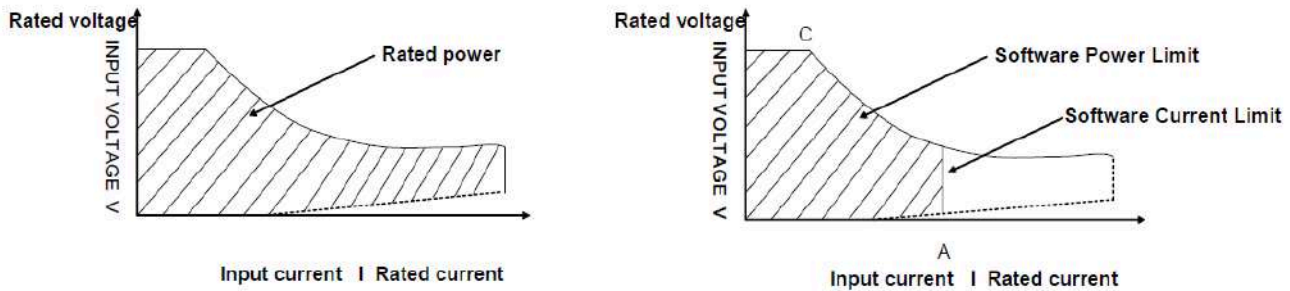 Rated voltage
INPUT VOLTAGE V
Rated power
Input current I Rated current
Rated voltage
INPUT VOLTAGE V
C
Software Power Limit
Software Current Limit
A
Input current I Rated current